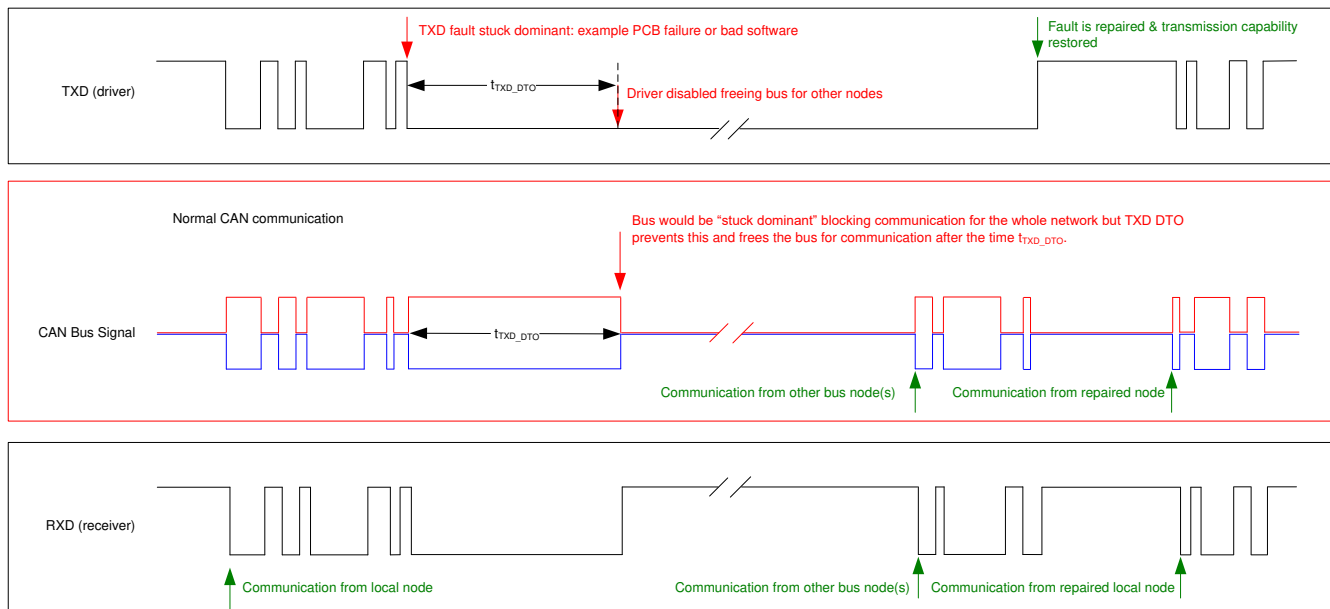 TXD fault stuck dominant: example PCB failure or bad software
Fault is repaired & transmission capability
restored
TXD (driver)
tTXD_DTO
Driver disabled freeing bus for other nodes
Normal CAN communication
Bus would be “stuck dominant” blocking communication for the whole network but TXD DTO
prevents this and frees the bus for communication after the time tTXD_DTO.
CAN Bus Signal
tTXD_DTO
Communication from other bus node(s)
Communication from repaired node
RXD (receiver)
Communication from local node
Communication from other bus node(s)
Communication from repaired local node